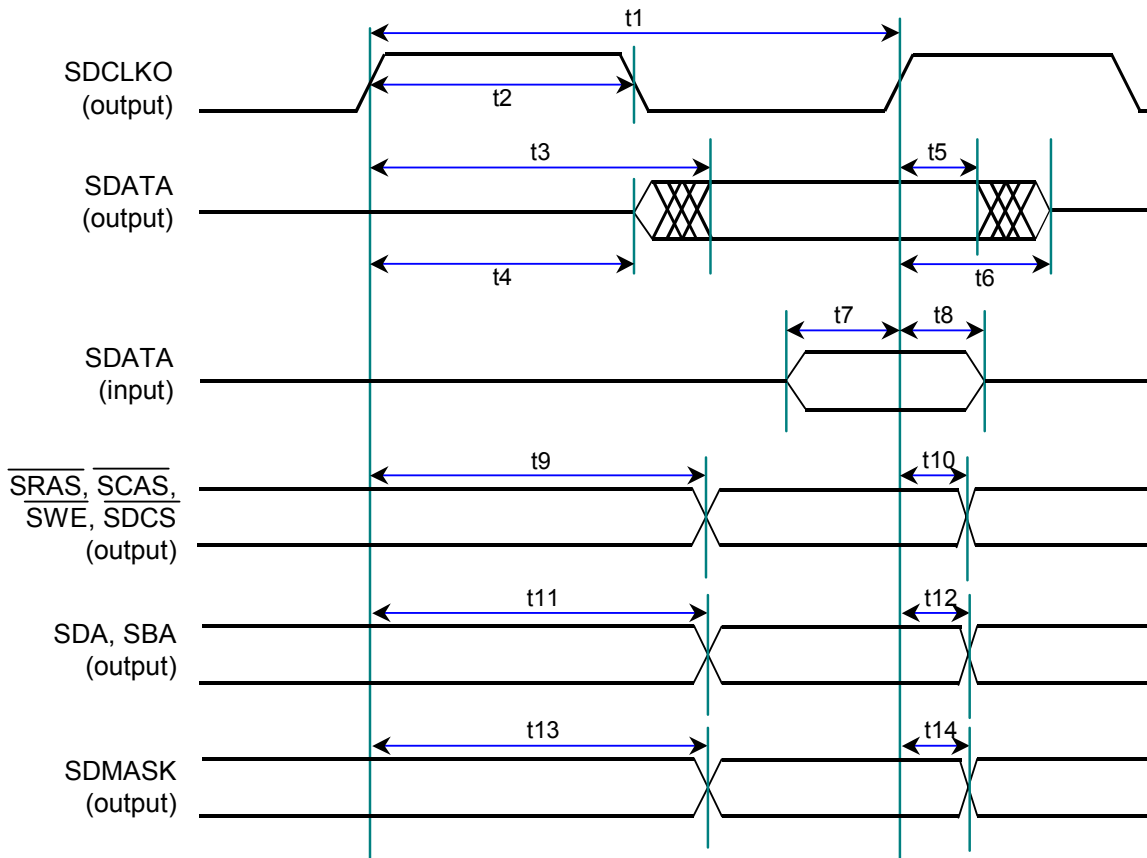 t1
SDCLKO
(output)
t2
t3
t5
SDATA
(output)
t4
t6
t7
t8
SDATA
(input)
t9
t10
SRAS, SCAS,
SWE, SDCS
(output)
t11
t12
SDA, SBA
(output)
t13
t14
SDMASK
(output)